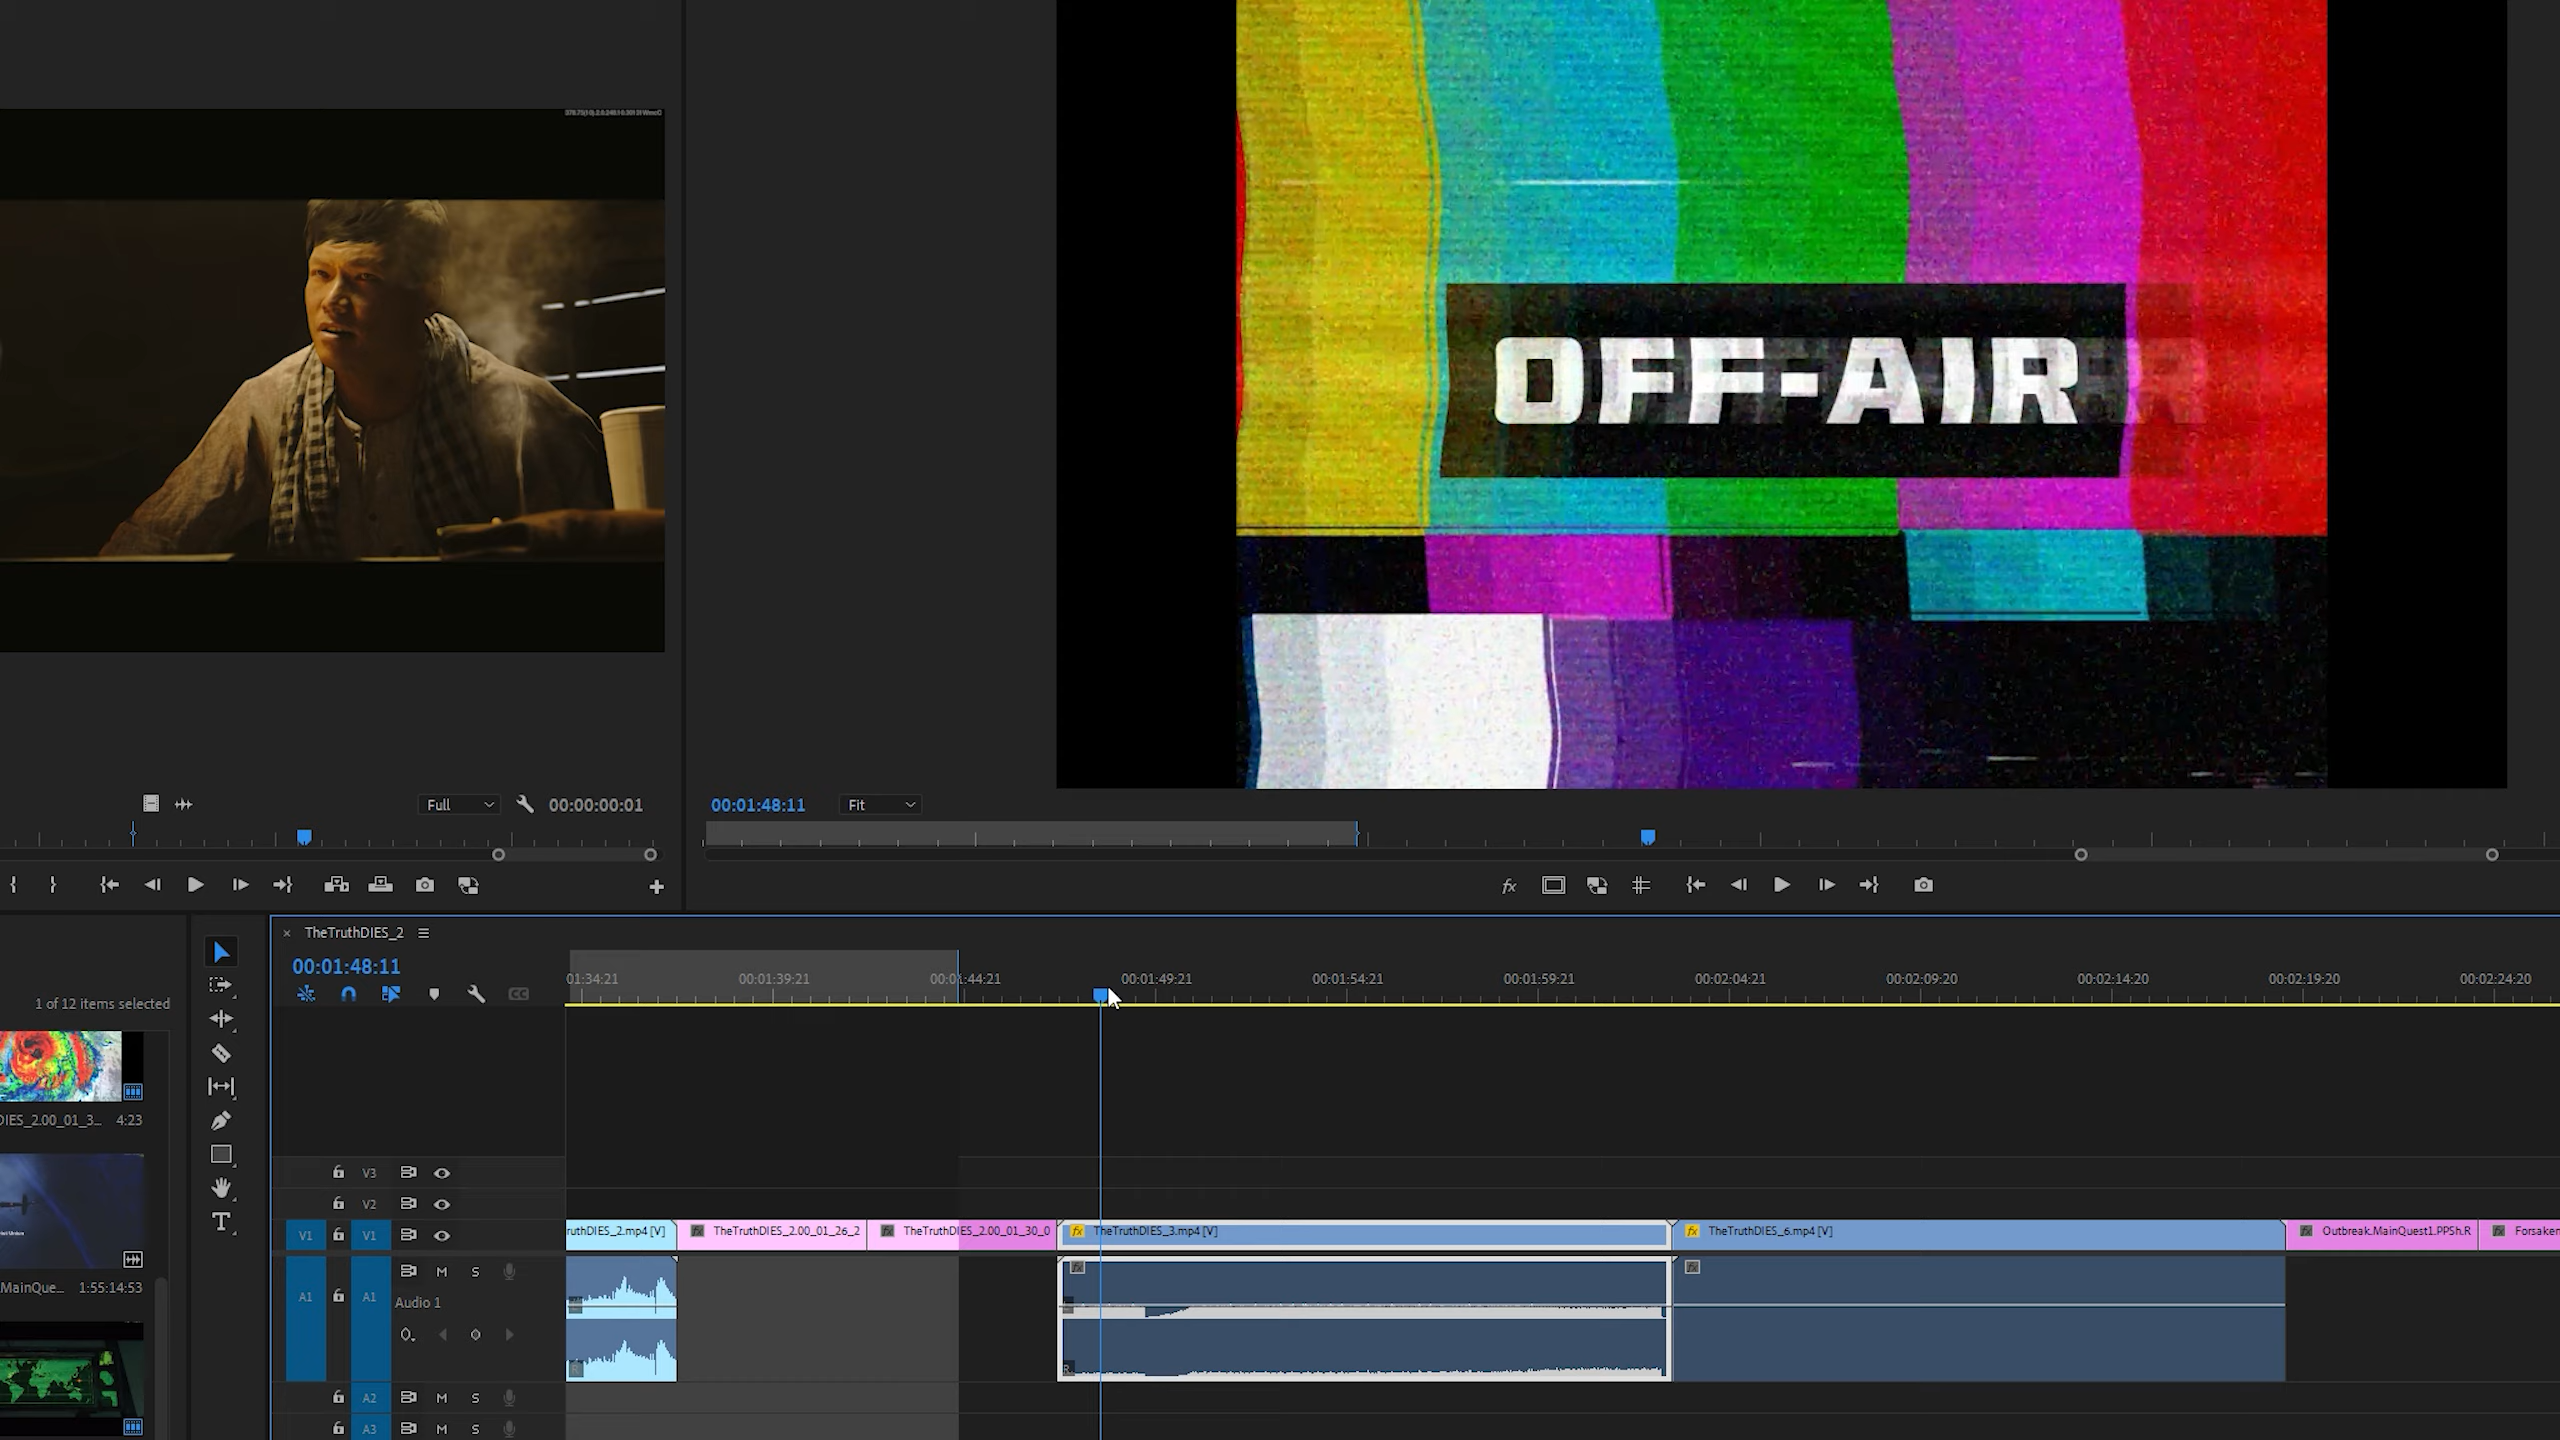 OFF-AIR
Full
00:00:00:01
00:01:48:11
Fit
TheTruthDIES_2
00:01:48:11
01:34:21
00:01:39:21
00:01:44:21
00:01:49:21
00:01:54:21
00:01:59:21
00:02:04:21
00:02:09:20
00:02:14:20
00:02:19:20
00:02:24:20
1 of 12 items selected
DIES_2.00_01_3... 4:23
MainQue... 1:55:14:53
V3
V2
V1 V1
ruthDIES_2.mp4 [V]
TheTruthDIES_2.00_01_26_2
TheTruthDIES_2.00_01_30_0
TheTruthDIES_3.mp4 [V]
TheTruthDIES_6.mp4 [V]
Outbreak.MainQuest1.PPSh.R
Forsaken
A1 A1 M S
Audio 1
A2 M S
A3 M S